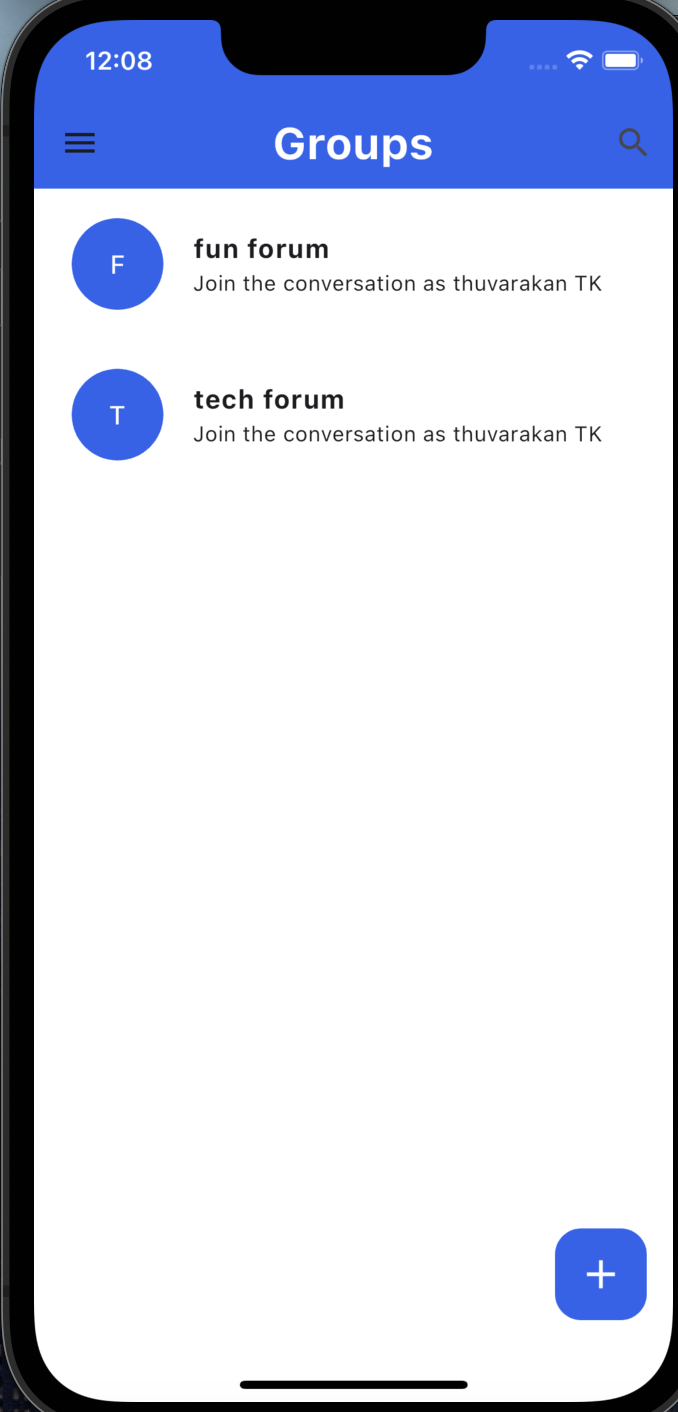 12:08
Groups
F
fun forum
Join the conversation as thuvarakan TK
T
tech forum
Join the conversation as thuvarakan TK